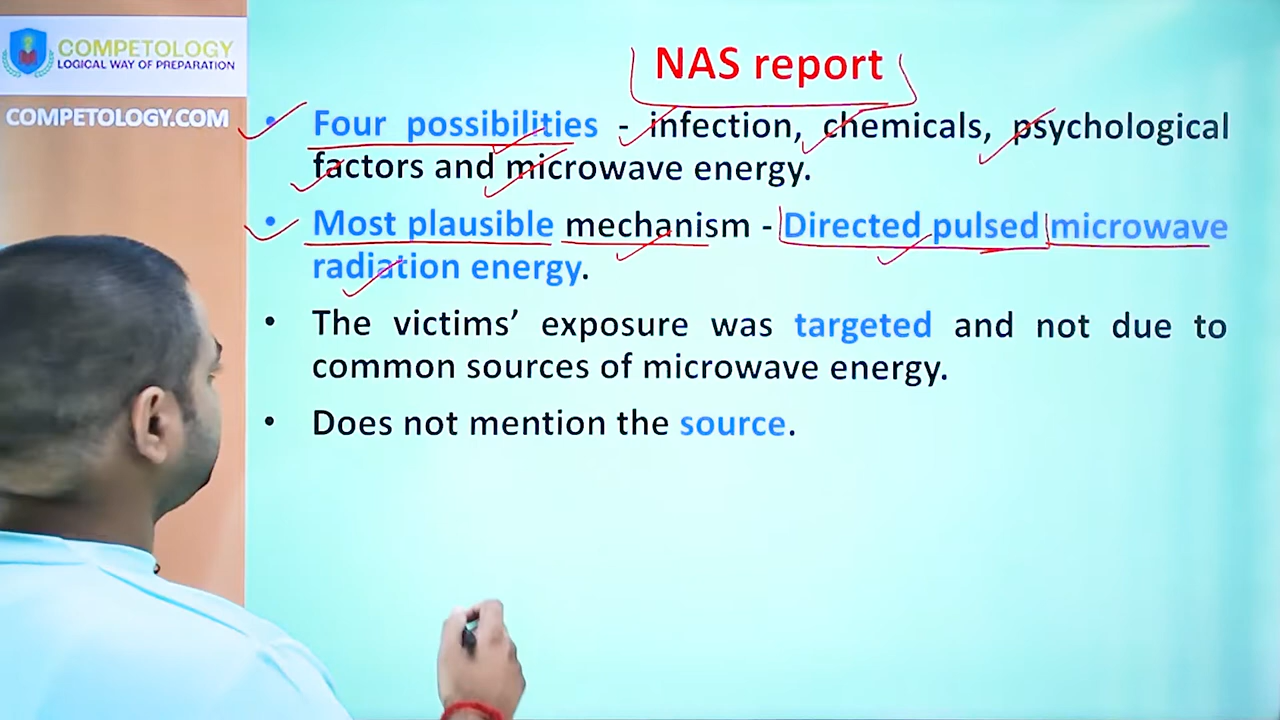 COMPETOLOGY
LOGICAL WAY OF PREPARATION
COMPETOLOGY.COM
NAS report
• Four possibilities - infection, chemicals, psychological
factors and microwave energy.
• Most plausible mechanism - Directed pulsed microwave
radiation energy.
• The victims’ exposure was targeted and not due to
common sources of microwave energy.
• Does not mention the source.